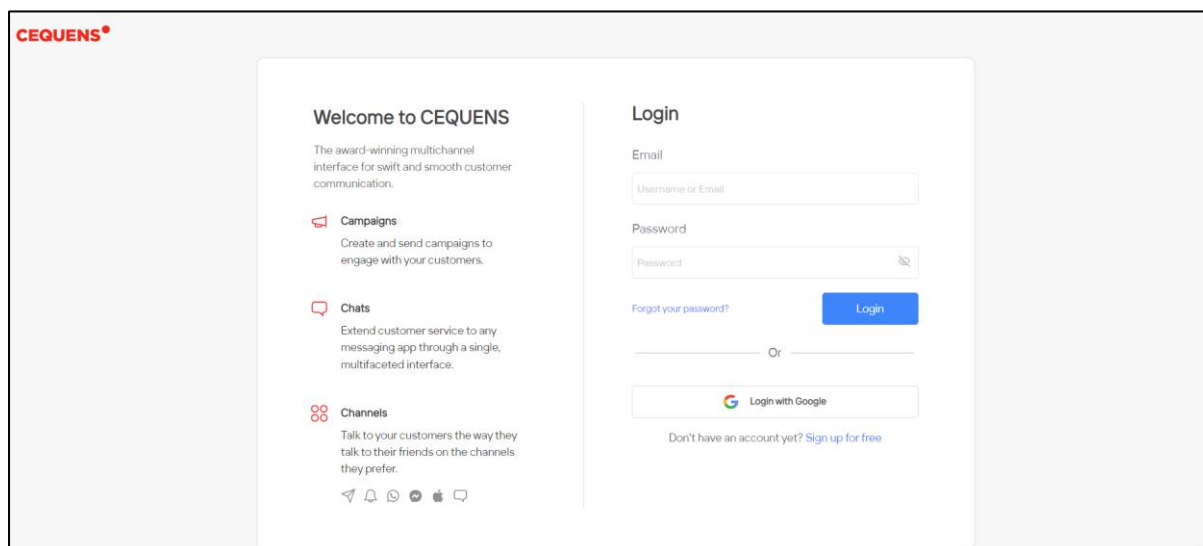 CEQUENS
Welcome to CEQUENS
The award-winning multichannel
interface for swift and smooth customer
communication.
Campaigns
Create and send campaigns to
engage with your customers.
Chats
Extend customer service to any
messaging app through a single,
multifaceted interface.
Channels
Talk to your customers the way they
talk to their friends on the channels
they prefer.
Login
Email
Username or Email
Password
Password
Forgot your password?
Login
Or
Login with Google
Don't have an account yet? Sign up for free